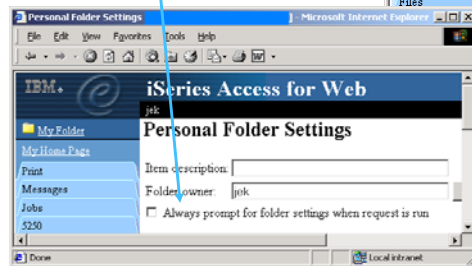 Files
Personal Folder Settings ] - Microsoft Internet Explorer
File Edit View Favorites Tools Help
IBM. iSeries Access for Web
jek
My Folder
Personal Folder Settings
My Home Page
Print
Item description:
Messages
Folder owner: jek
Jobs
Always prompt for folder settings when request is run
5250
Done Local intranet